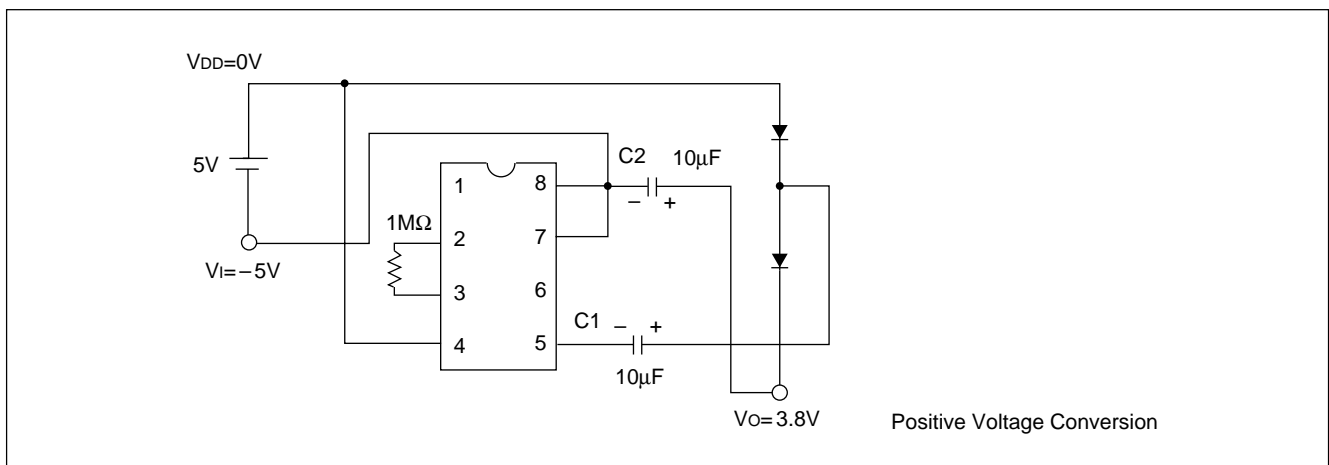 VDD=0V
5V
VI=−5V
1MΩ
1
2
3
4
8
7
6
5
C2
10μF
−
+
C1
−
+
10μF
VO=3.8V
Positive Voltage Conversion